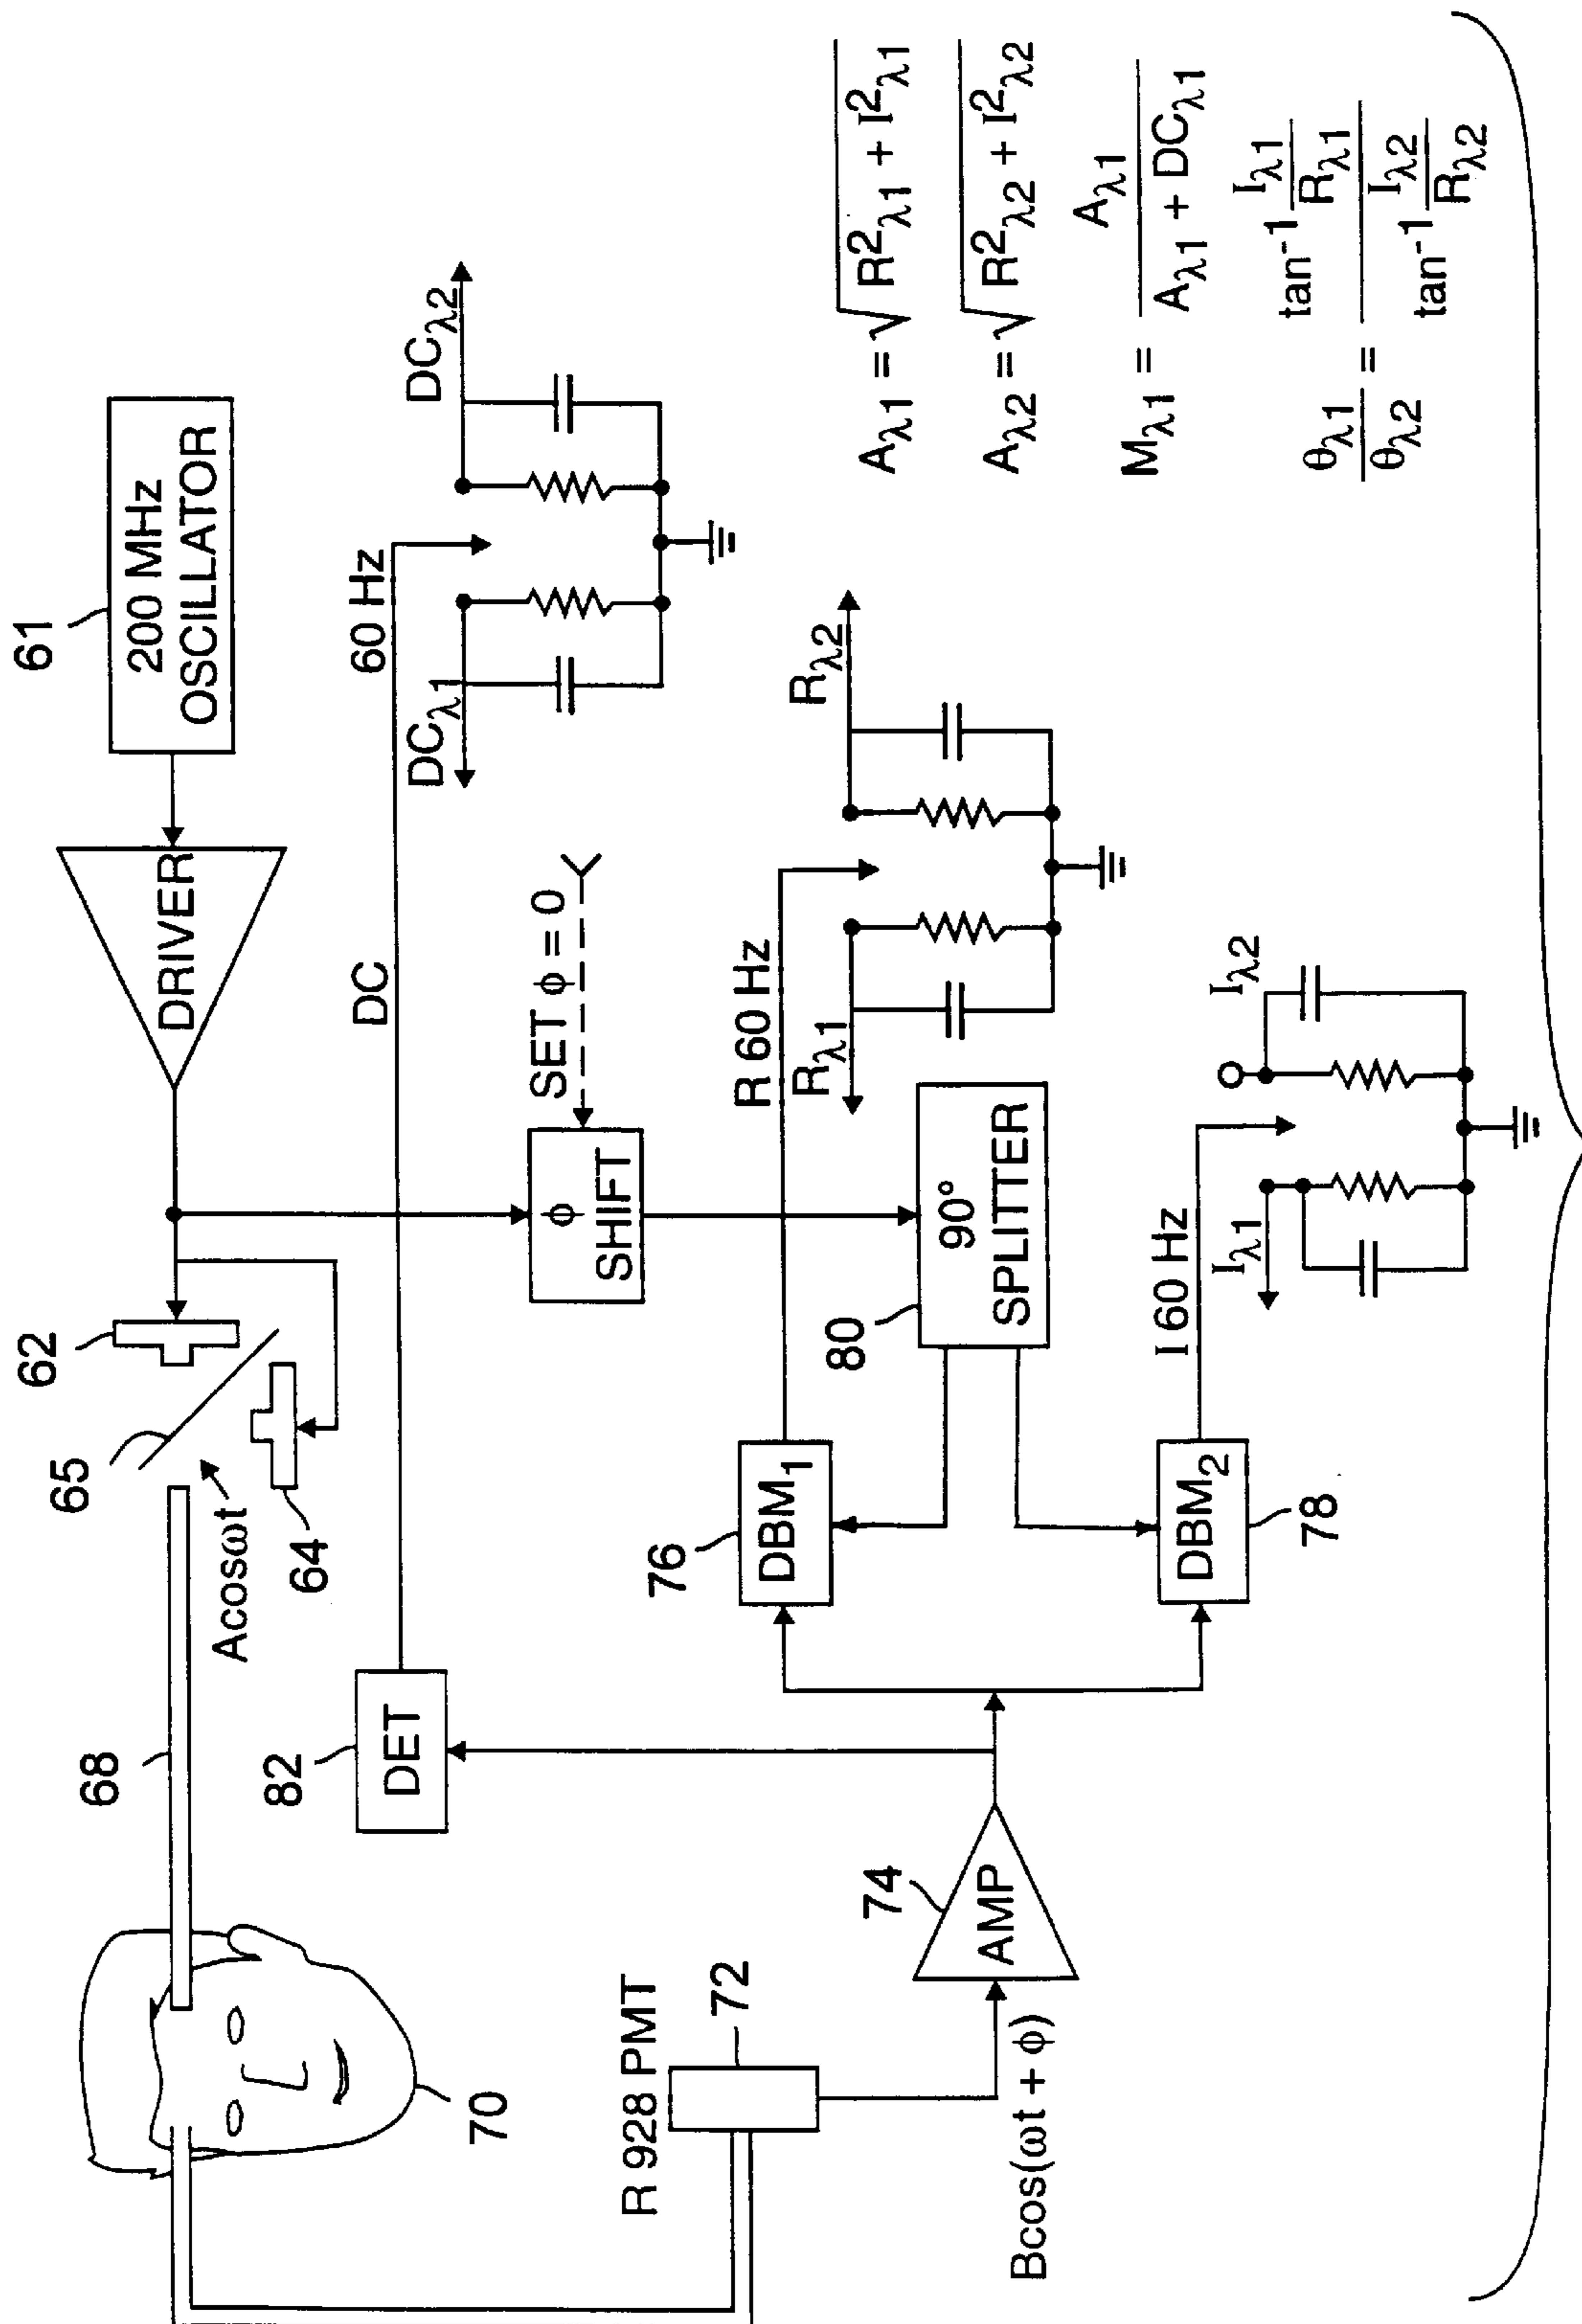 61
200 MHz
OSCILLATOR
DRIVER
62
65
64
Acosωt
68
70
82
DET
DC
60 Hz
DCλ1
DCλ2
SET ϕ = 0
ϕ
SHIFT
R 928 PMT
72
74
AMP
Bcos(ωt + ϕ)
76
DBM₁
80
90°
SPLITTER
DBM₂
78
R 60 Hz
Rλ1
Rλ2
I 60 Hz
Iλ1
Iλ2
Aλ1 = √R²λ1 + I²λ1
Aλ2 = √R²λ2 + I²λ2
Mλ1 = Aλ1 / Aλ1 + DCλ1
θλ1 / θλ2 = tan⁻¹ Iλ1 / Rλ1 / tan⁻¹ Iλ2 / Rλ2